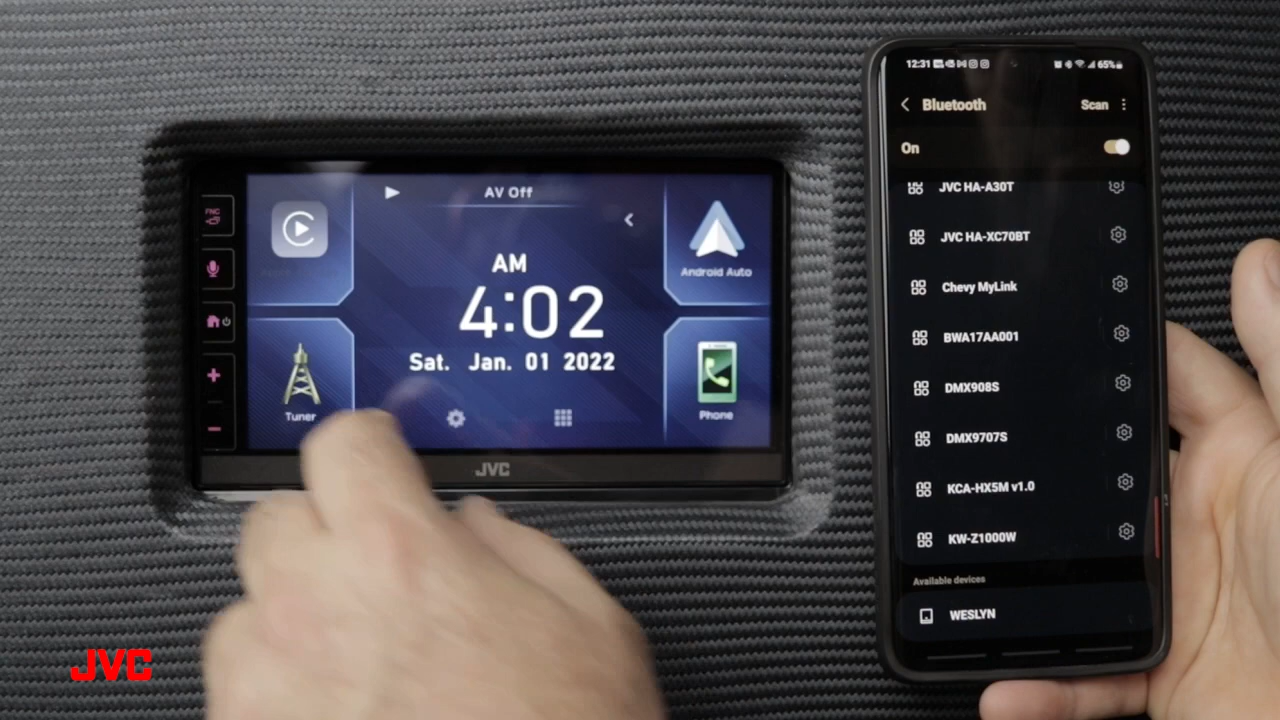 FNC
AV Off
AM
4:02
Sat. Jan. 01 2022
Android Auto
Tuner
Phone
JVC
12:31
65%
Bluetooth
Scan
On
JVC HA-A30T
JVC HA-XC70BT
Chevy MyLink
BWA17AA001
DMX908S
DMX9707S
KCA-HX5M v1.0
KW-Z1000W
Available devices
WESLYN
JVC